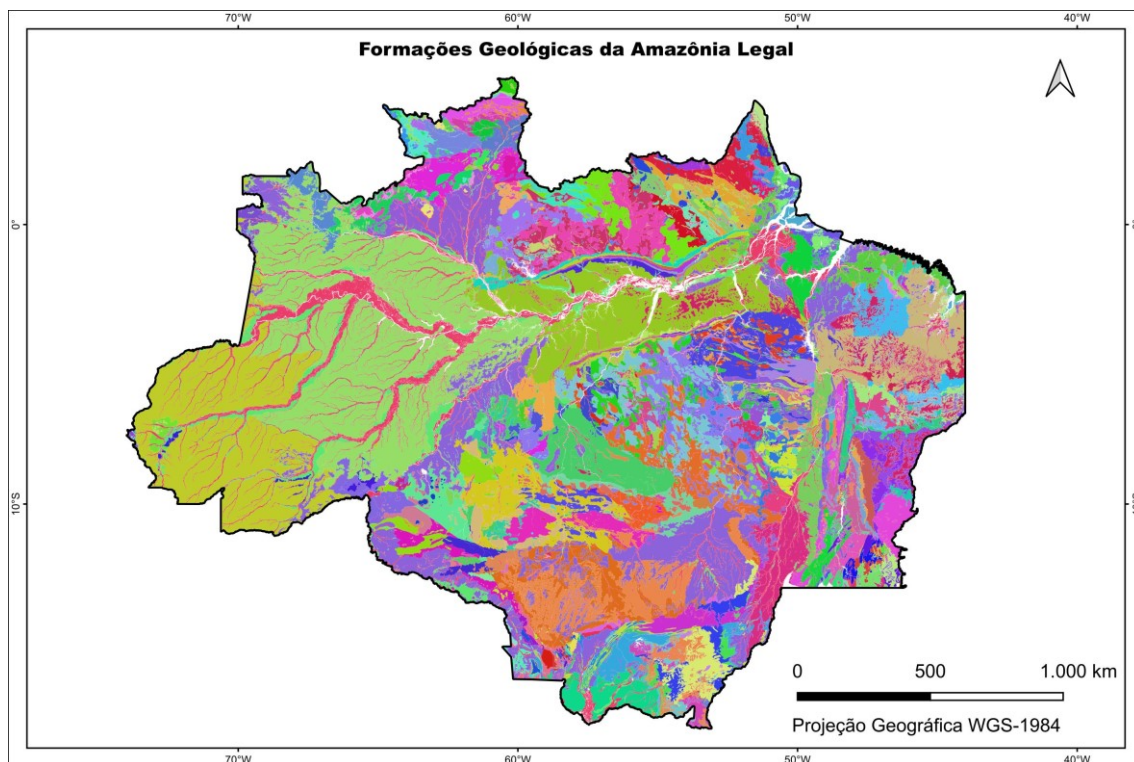 70°W 60°W 50°W 40°W
Formações Geológicas da Amazônia Legal
0°
10°S
0 500 1.000 km
Projeção Geográfica WGS-1984
70°W 60°W 50°W 40°W